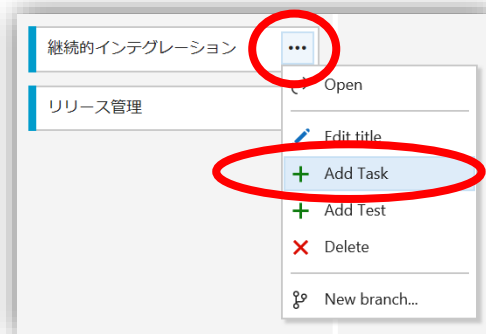 継続的インテグレーション
リリース管理
Open
Edit title
Add Task
Add Test
Delete
New branch...